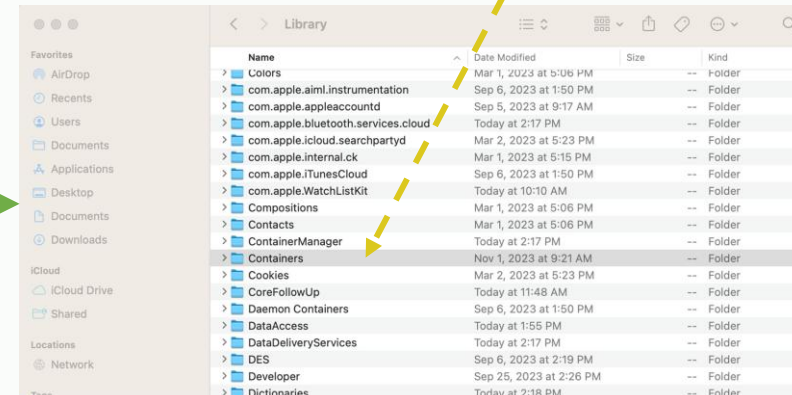 Library
Favorites
AirDrop
Recents
Users
Documents
Applications
Desktop
Documents
Downloads
iCloud
iCloud Drive
Shared
Locations
Network
Tags
Name Date Modified Size Kind
Colors Mar 1, 2023 at 5:06 PM -- Folder
com.apple.aiml.instrumentation Sep 6, 2023 at 1:50 PM -- Folder
com.apple.appleaccountd Sep 5, 2023 at 9:17 AM -- Folder
com.apple.bluetooth.services.cloud Today at 2:17 PM -- Folder
com.apple.icloud.searchpartyd Mar 2, 2023 at 5:23 PM -- Folder
com.apple.internal.ck Mar 1, 2023 at 5:15 PM -- Folder
com.apple.iTunesCloud Sep 6, 2023 at 1:50 PM -- Folder
com.apple.WatchListKit Today at 10:10 AM -- Folder
Compositions Mar 1, 2023 at 5:06 PM -- Folder
Contacts Mar 1, 2023 at 5:06 PM -- Folder
ContainerManager Today at 2:17 PM -- Folder
Containers Nov 1, 2023 at 9:21 AM -- Folder
Cookies Mar 2, 2023 at 5:23 PM -- Folder
CoreFollowUp Today at 11:48 AM -- Folder
Daemon Containers Sep 6, 2023 at 1:50 PM -- Folder
DataAccess Today at 1:55 PM -- Folder
DataDeliveryServices Today at 2:17 PM -- Folder
DES Sep 6, 2023 at 2:19 PM -- Folder
Developer Sep 25, 2023 at 2:26 PM -- Folder
Dictionaries Today at 2:18 PM -- Folder